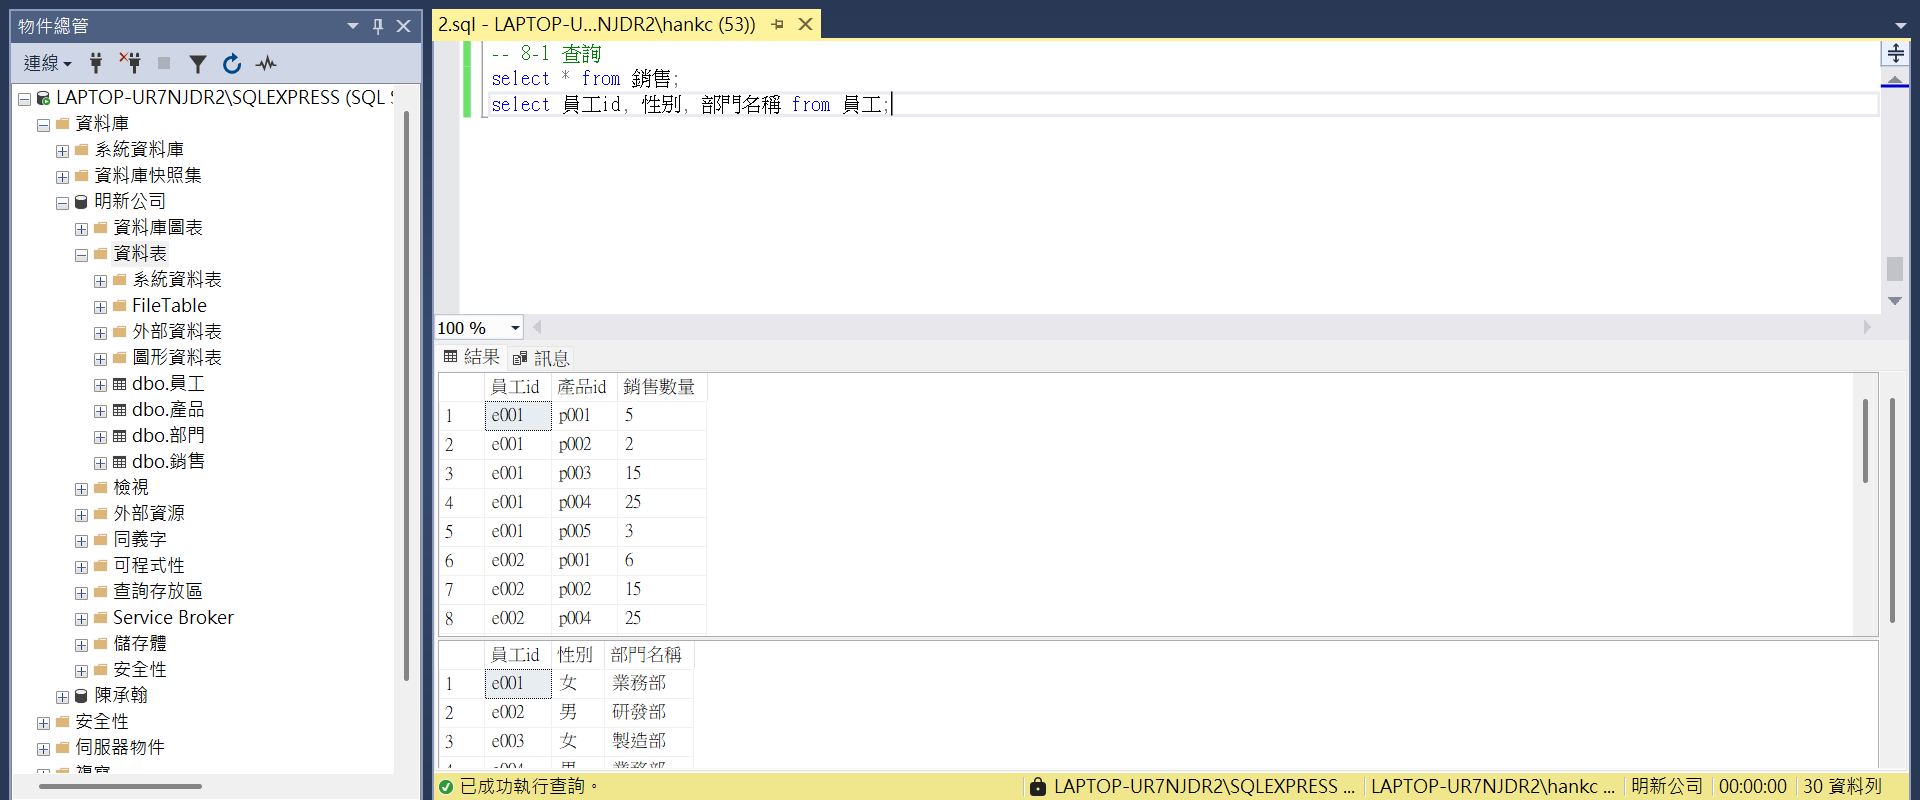 物件總管
連線
LAPTOP-UR7NJDR2\SQLEXPRESS (SQL S
資料庫
系統資料庫
資料庫快照集
明新公司
資料庫圖表
資料表
系統資料表
FileTable
外部資料表
圖形資料表
dbo.員工
dbo.產品
dbo.部門
dbo.銷售
檢視
外部資源
同義字
可程式性
查詢存放區
Service Broker
儲存體
安全性
陳承翰
安全性
伺服器物件
複寫
2.sql - LAPTOP-U...NJDR2\hankc (53))
-- 8-1 查詢
select * from 銷售;
select 員工id, 性別, 部門名稱 from 員工;
100 %
結果 訊息
員工id 產品id 銷售數量
1 e001 p001 5
2 e001 p002 2
3 e001 p003 15
4 e001 p004 25
5 e001 p005 3
6 e002 p001 6
7 e002 p002 15
8 e002 p004 25
員工id 性別 部門名稱
1 e001 女 業務部
2 e002 男 研發部
3 e003 女 製造部
4 e004 男 業務部
已成功執行查詢。 LAPTOP-UR7NJDR2\SQLEXPRESS ... LAPTOP-UR7NJDR2\hankc ... 明新公司 00:00:00 30 資料列